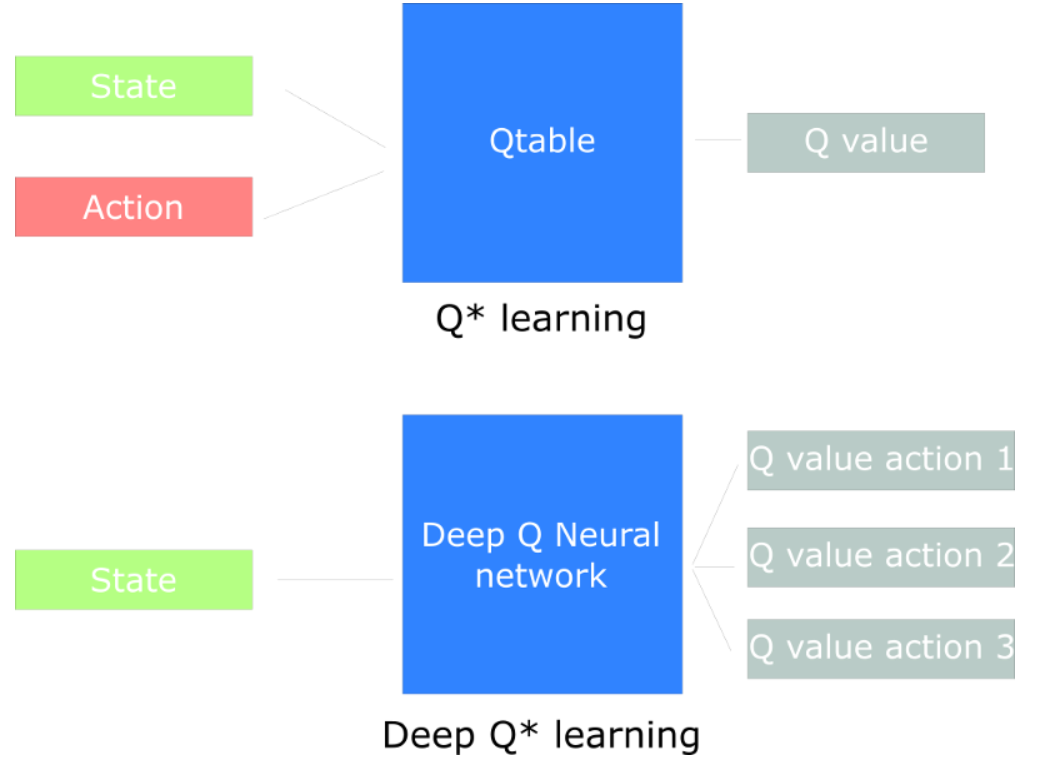 State
Action
Qtable
Q value
Q* learning
State
Deep Q Neural
network
Q value action 1
Q value action 2
Q value action 3
Deep Q* learning